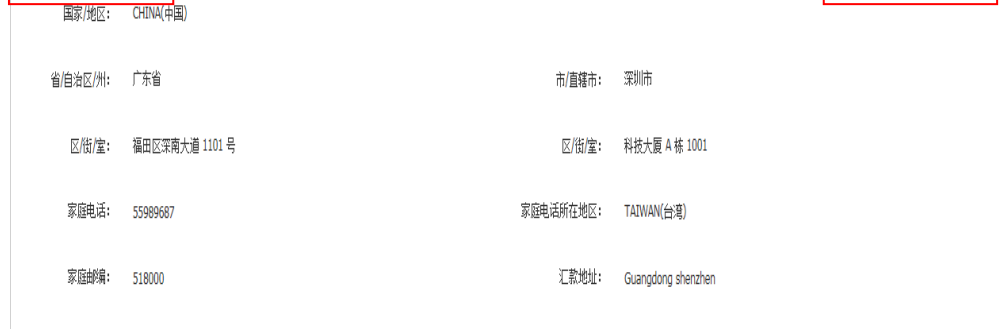 国家/地区： CHINA(中国)
省/自治区/州： 广东省 市/直辖市： 深圳市
区/街/室： 福田区深南大道 1101 号 区/街/室： 科技大厦 A 栋 1001
家庭电话： 55989687 家庭电话所在地区： TAIWAN(台湾)
家庭邮编： 518000 汇款地址： Guangdong shenzhen